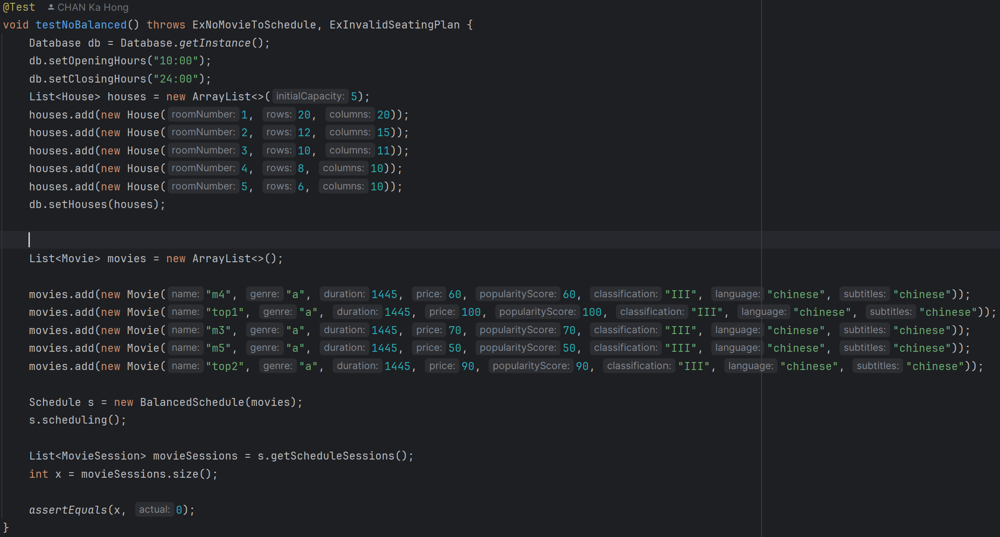 @Test CHAN Ka Hong
void testNoBalanced() throws ExNoMovieToSchedule, ExInvalidSeatingPlan {
Database db = Database.getInstance();
db.setOpeningHours("10:00");
db.setClosingHours("24:00");
List<House> houses = new ArrayList<>( initialCapacity: 5);
houses.add(new House( roomNumber: 1, rows: 20, columns: 20));
houses.add(new House( roomNumber: 2, rows: 12, columns: 15));
houses.add(new House( roomNumber: 3, rows: 10, columns: 11));
houses.add(new House( roomNumber: 4, rows: 8, columns: 10));
houses.add(new House( roomNumber: 5, rows: 6, columns: 10));
db.setHouses(houses);
List<Movie> movies = new ArrayList<>();
movies.add(new Movie( name: "m4", genre: "a", duration: 1445, price: 60, popularityScore: 60, classification: "III", language: "chinese", subtitles: "chinese"));
movies.add(new Movie( name: "top1", genre: "a", duration: 1445, price: 100, popularityScore: 100, classification: "III", language: "chinese", subtitles: "chinese"));
movies.add(new Movie( name: "m3", genre: "a", duration: 1445, price: 70, popularityScore: 70, classification: "III", language: "chinese", subtitles: "chinese"));
movies.add(new Movie( name: "m5", genre: "a", duration: 1445, price: 50, popularityScore: 50, classification: "III", language: "chinese", subtitles: "chinese"));
movies.add(new Movie( name: "top2", genre: "a", duration: 1445, price: 90, popularityScore: 90, classification: "III", language: "chinese", subtitles: "chinese"));
Schedule s = new BalancedSchedule(movies);
s.scheduling();
List<MovieSession> movieSessions = s.getScheduleSessions();
int x = movieSessions.size();
assertEquals(x, actual: 0);
}